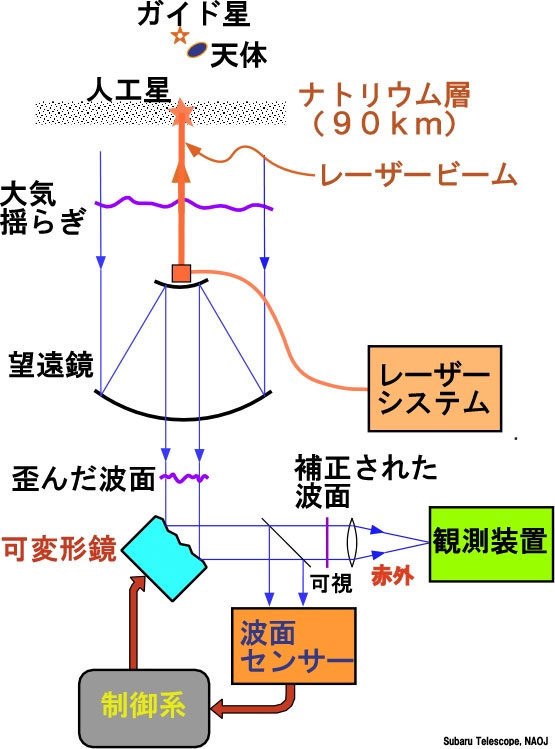 ガイド星
天体
人工星
ナトリウム層
(90km)
レーザービーム
大気
揺らぎ
望遠鏡
レーザー
システム
歪んだ波面
補正された
波面
可変形鏡
可視
赤外
観測装置
波面
センサー
制御系
Subaru Telescope, NAOJ